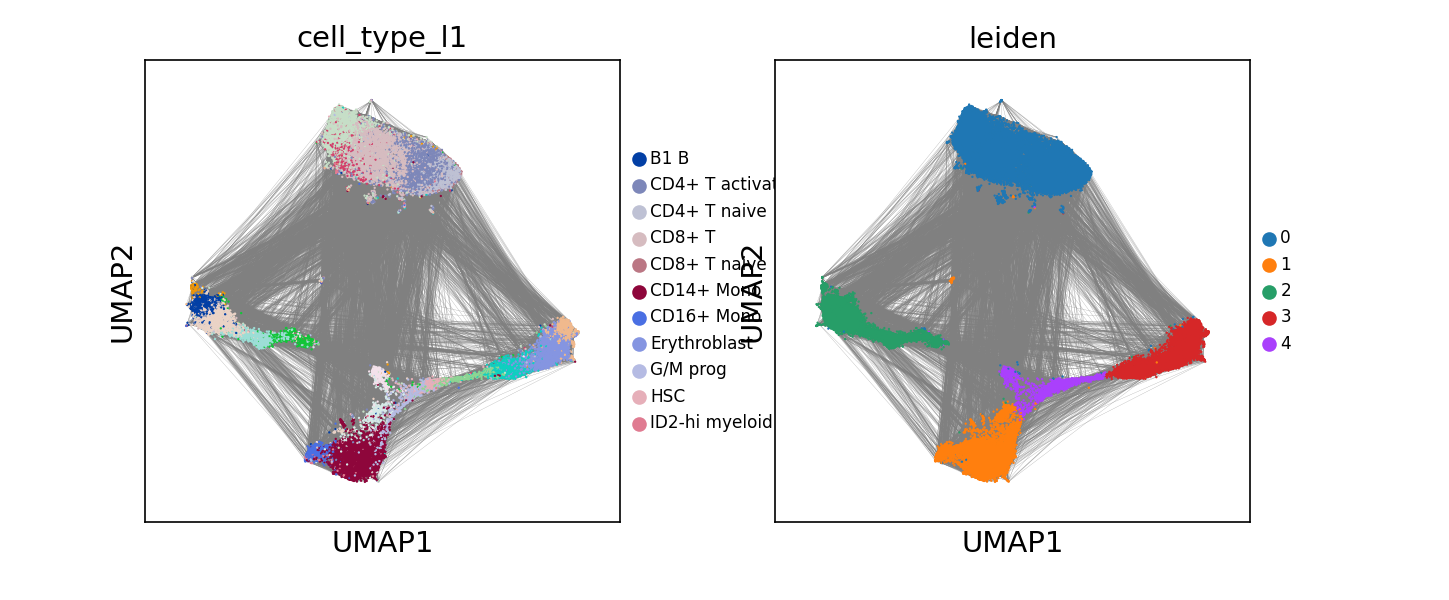 cell_type_l1
leiden
UMAP2
B1 B
CD4+ T activat
CD4+ T naive
CD8+ T
CD8+ T naive
CD14+ Mono
CD16+ Mono
Erythroblast
G/M prog
HSC
ID2-hi myeloid
UMAP2
0
1
2
3
4
UMAP1
UMAP1